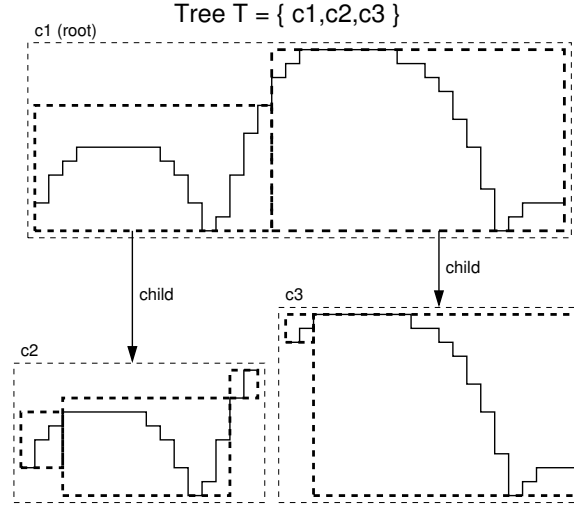 Tree T = { c1,c2,c3 }
c1 (root)
child
child
c3
c2